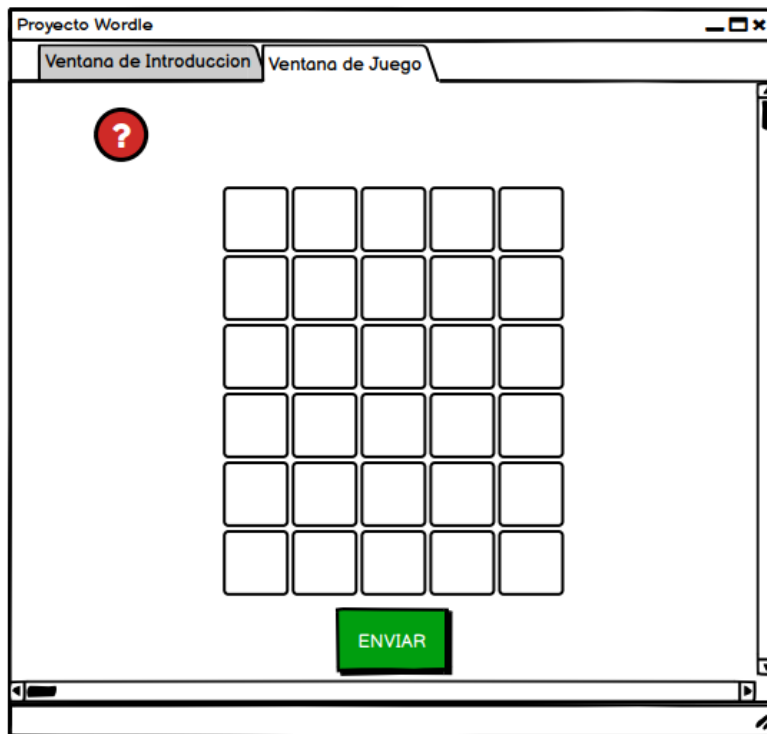 Proyecto Wordle
Ventana de Introduccion
Ventana de Juego
?
ENVIAR